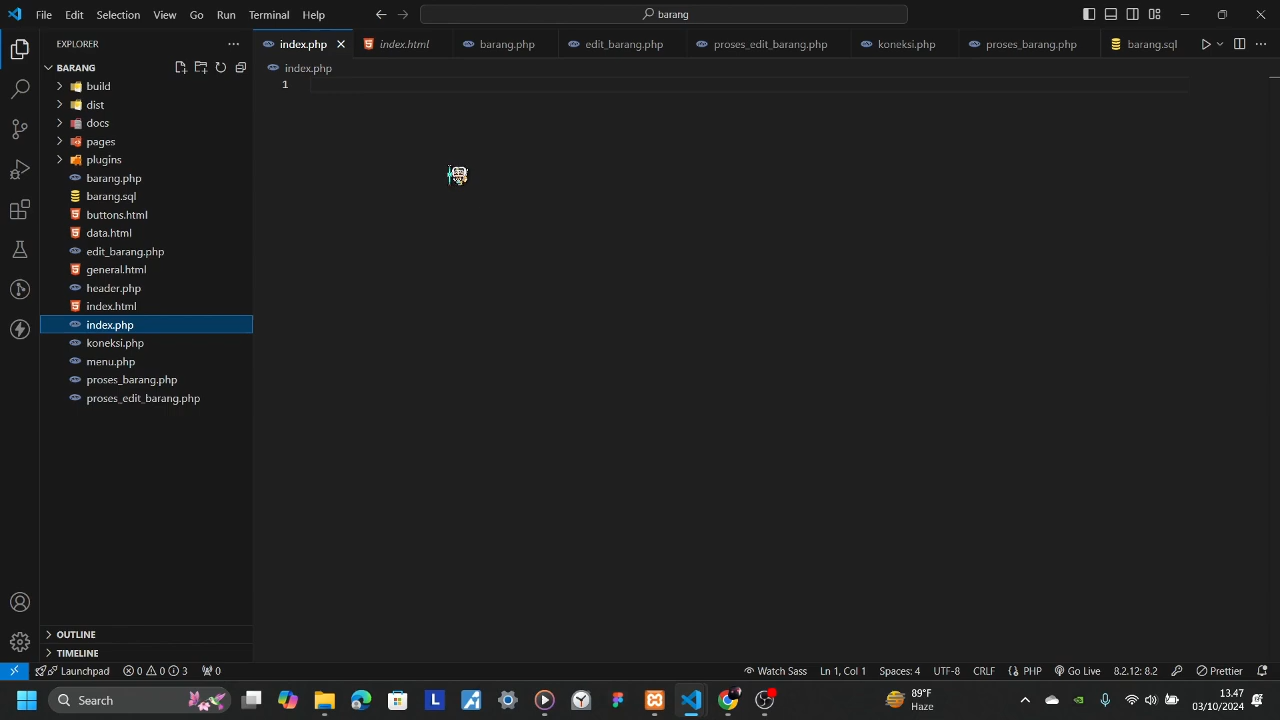 File Edit Selection View Go Run Terminal Help
barang
EXPLORER
index.php
index.html
barang.php
edit_barang.php
proses_edit_barang.php
koneksi.php
proses_barang.php
barang.sql
BARANG
index.php
build
1
dist
docs
pages
plugins
barang.php
barang.sql
buttons.html
data.html
edit_barang.php
general.html
header.php
index.html
index.php
koneksi.php
menu.php
proses_barang.php
proses_edit_barang.php
OUTLINE
TIMELINE
Launchpad 0 0 3 0 Watch Sass Ln 1, Col 1 Spaces: 4 UTF-8 CRLF PHP Go Live 8.2.12: 8.2 Prettier
Search
89°F
Haze
13.47
03/10/2024